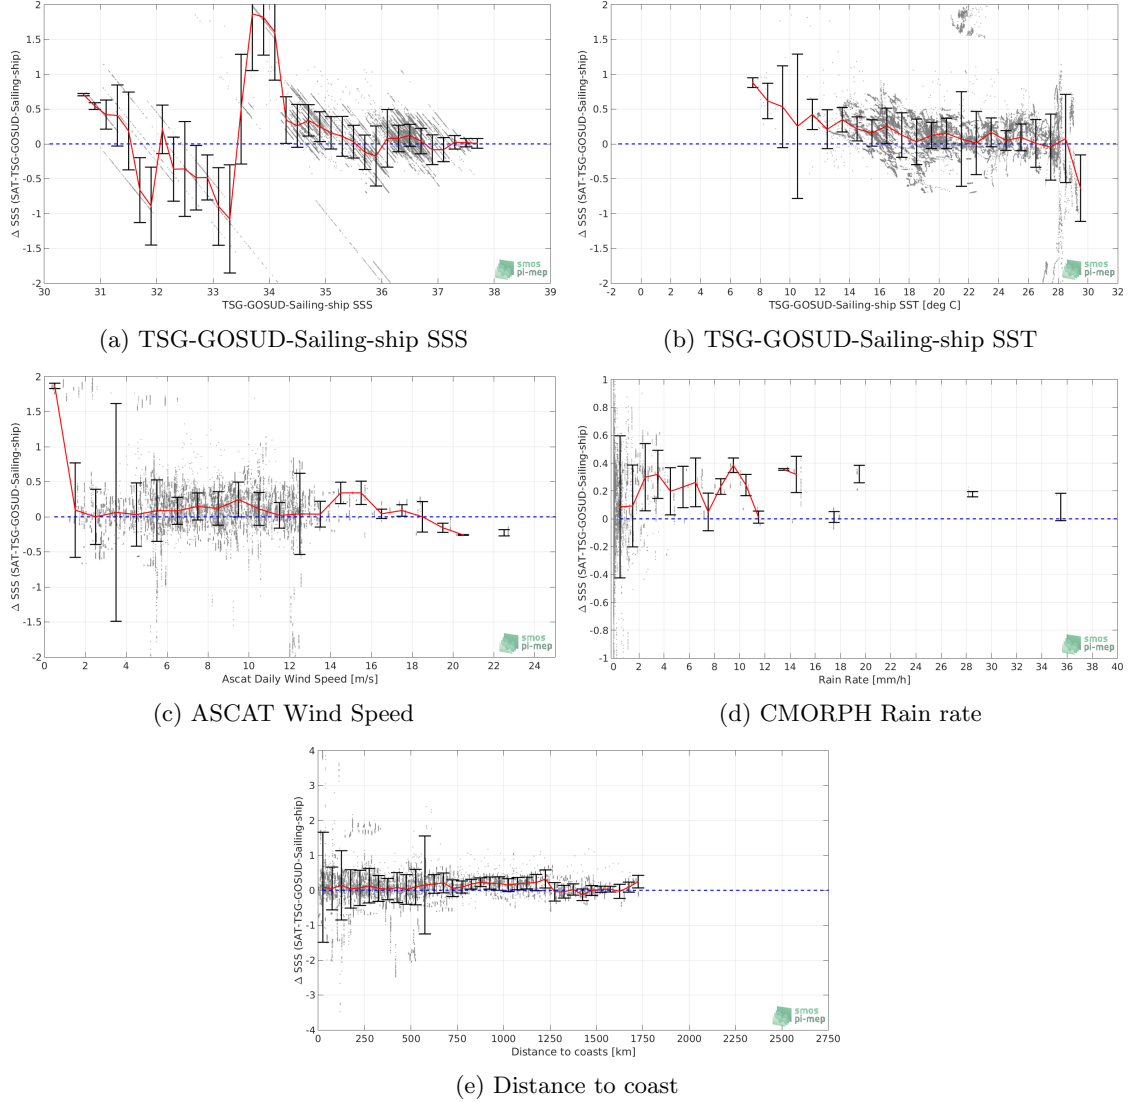 Δ SSS (SAT-TSG-GOSUD-Sailing-ship)
2
1.5
1
0.5
0
-0.5
-1
-1.5
-2
30 31 32 33 34 35 36 37 38 39
TSG-GOSUD-Sailing-ship SSS
smos
pi-mep
(a) TSG-GOSUD-Sailing-ship SSS
Δ SSS (SAT-TSG-GOSUD-Sailing-ship)
2
1.5
1
0.5
0
-0.5
-1
-1.5
-2
-2 0 2 4 6 8 10 12 14 16 18 20 22 24 26 28 30 32
TSG-GOSUD-Sailing-ship SST [deg C]
smos
pi-mep
(b) TSG-GOSUD-Sailing-ship SST
Δ SSS (SAT-TSG-GOSUD-Sailing-ship)
2
1.5
1
0.5
0
-0.5
-1
-1.5
-2
0 2 4 6 8 10 12 14 16 18 20 22 24
Ascat Daily Wind Speed [m/s]
smos
pi-mep
(c) ASCAT Wind Speed
Δ SSS (SAT-TSG-GOSUD-Sailing-ship)
1
0.8
0.6
0.4
0.2
0
-0.2
-0.4
-0.6
-0.8
-1
0 2 4 6 8 10 12 14 16 18 20 22 24 26 28 30 32 34 36 38 40
Rain Rate [mm/h]
smos
pi-mep
(d) CMORPH Rain rate
Δ SSS (SAT-TSG-GOSUD-Sailing-ship)
4
3
2
1
0
-1
-2
-3
-4
0 250 500 750 1000 1250 1500 1750 2000 2250 2500 2750
Distance to coasts [km]
smos
pi-mep
(e) Distance to coast